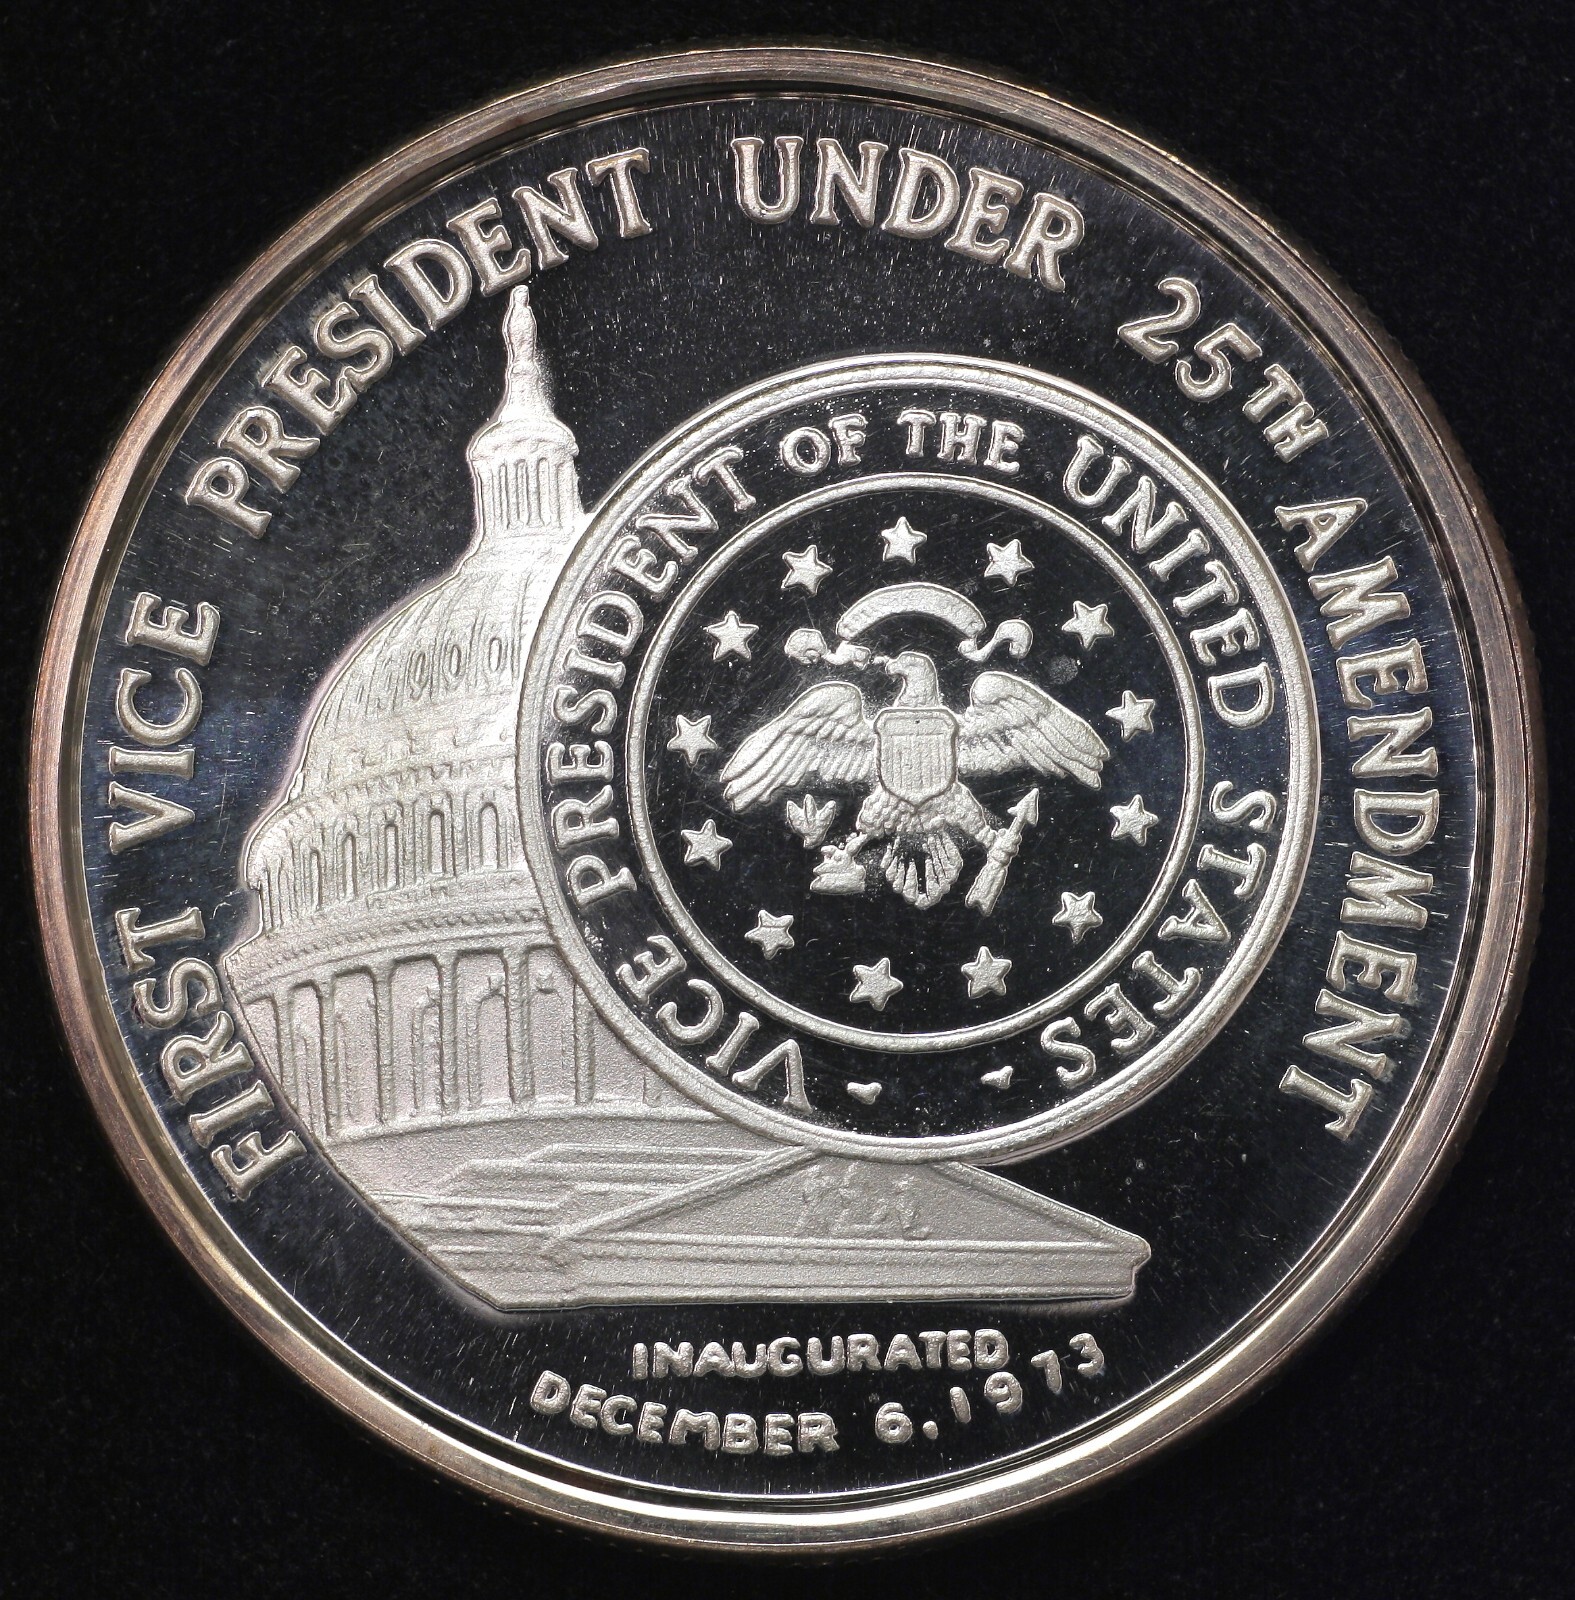 FIRST VICE PRESIDENT UNDER 25TH AMENDMENT
VICE PRESIDENT OF THE UNITED STATES
INAUGURATED
DECEMBER 6. 1973